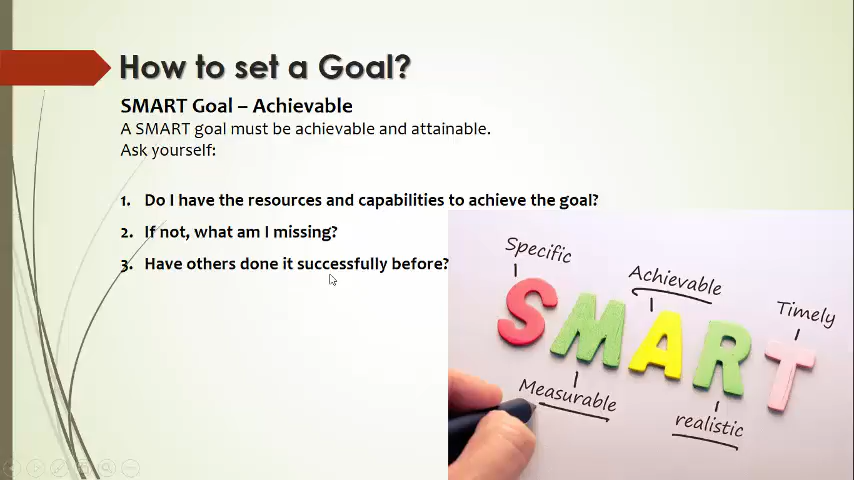 How to set a Goal?
SMART Goal – Achievable
A SMART goal must be achievable and attainable.
Ask yourself:
1. Do I have the resources and capabilities to achieve the goal?
2. If not, what am I missing?
3. Have others done it successfully before?
Specific
Achievable
Timely
SMART
Measurable
realistic